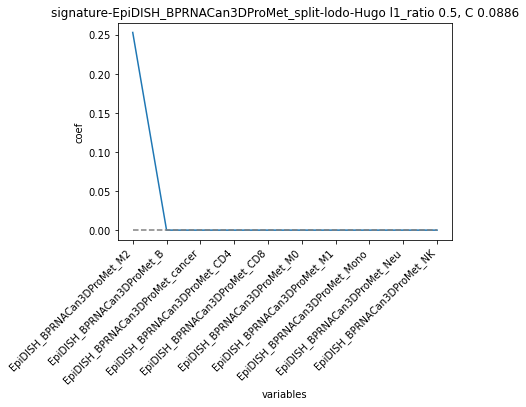 signature-EpiDISH_BPRNACan3DProMet_split-lodo-Hugo l1_ratio 0.5, C 0.0886
0.25
0.20
0.15
0.10
0.05
0.00
coef
EpiDISH_BPRNACan3DProMet_M2
EpiDISH_BPRNACan3DProMet_B
EpiDISH_BPRNACan3DProMet_cancer
EpiDISH_BPRNACan3DProMet_CD4
EpiDISH_BPRNACan3DProMet_CD8
EpiDISH_BPRNACan3DProMet_M0
EpiDISH_BPRNACan3DProMet_M1
EpiDISH_BPRNACan3DProMet_Mono
EpiDISH_BPRNACan3DProMet_Neu
EpiDISH_BPRNACan3DProMet_NK
variables